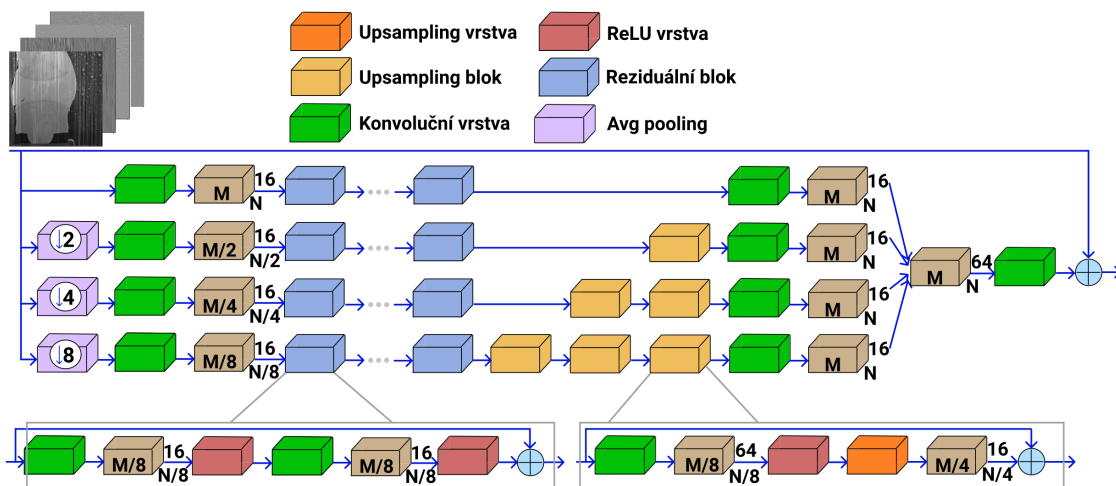 Upsampling vrstva
ReLU vrstva
Upsampling blok
Reziduální blok
Konvoluční vrstva
Avg pooling
M 16 N
M 16 N
↓2
M/2 16 N/2
M 16 N
M 64 N
↓4
M/4 16 N/4
M 16 N
↓8
M/8 16 N/8
M 16 N
M/8 16 N/8
M/8 16 N/8
M/8 64 N/8
M/4 16 N/4